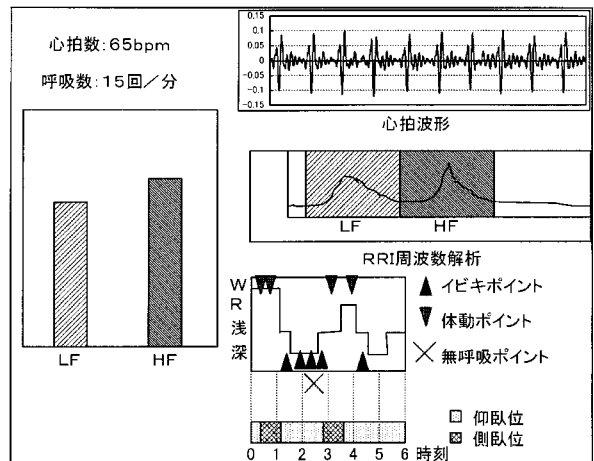 心拍数:65bpm
呼吸数:15回／分
0.15
0.1
0.05
0
-0.05
-0.1
-0.15
心拍波形
LF HF
RRI周波数解析
LF HF
W
R
浅
深
▲ イビキポイント
▼ 体動ポイント
× 無呼吸ポイント
仰臥位
側臥位
0 1 2 3 4 5 6 時刻